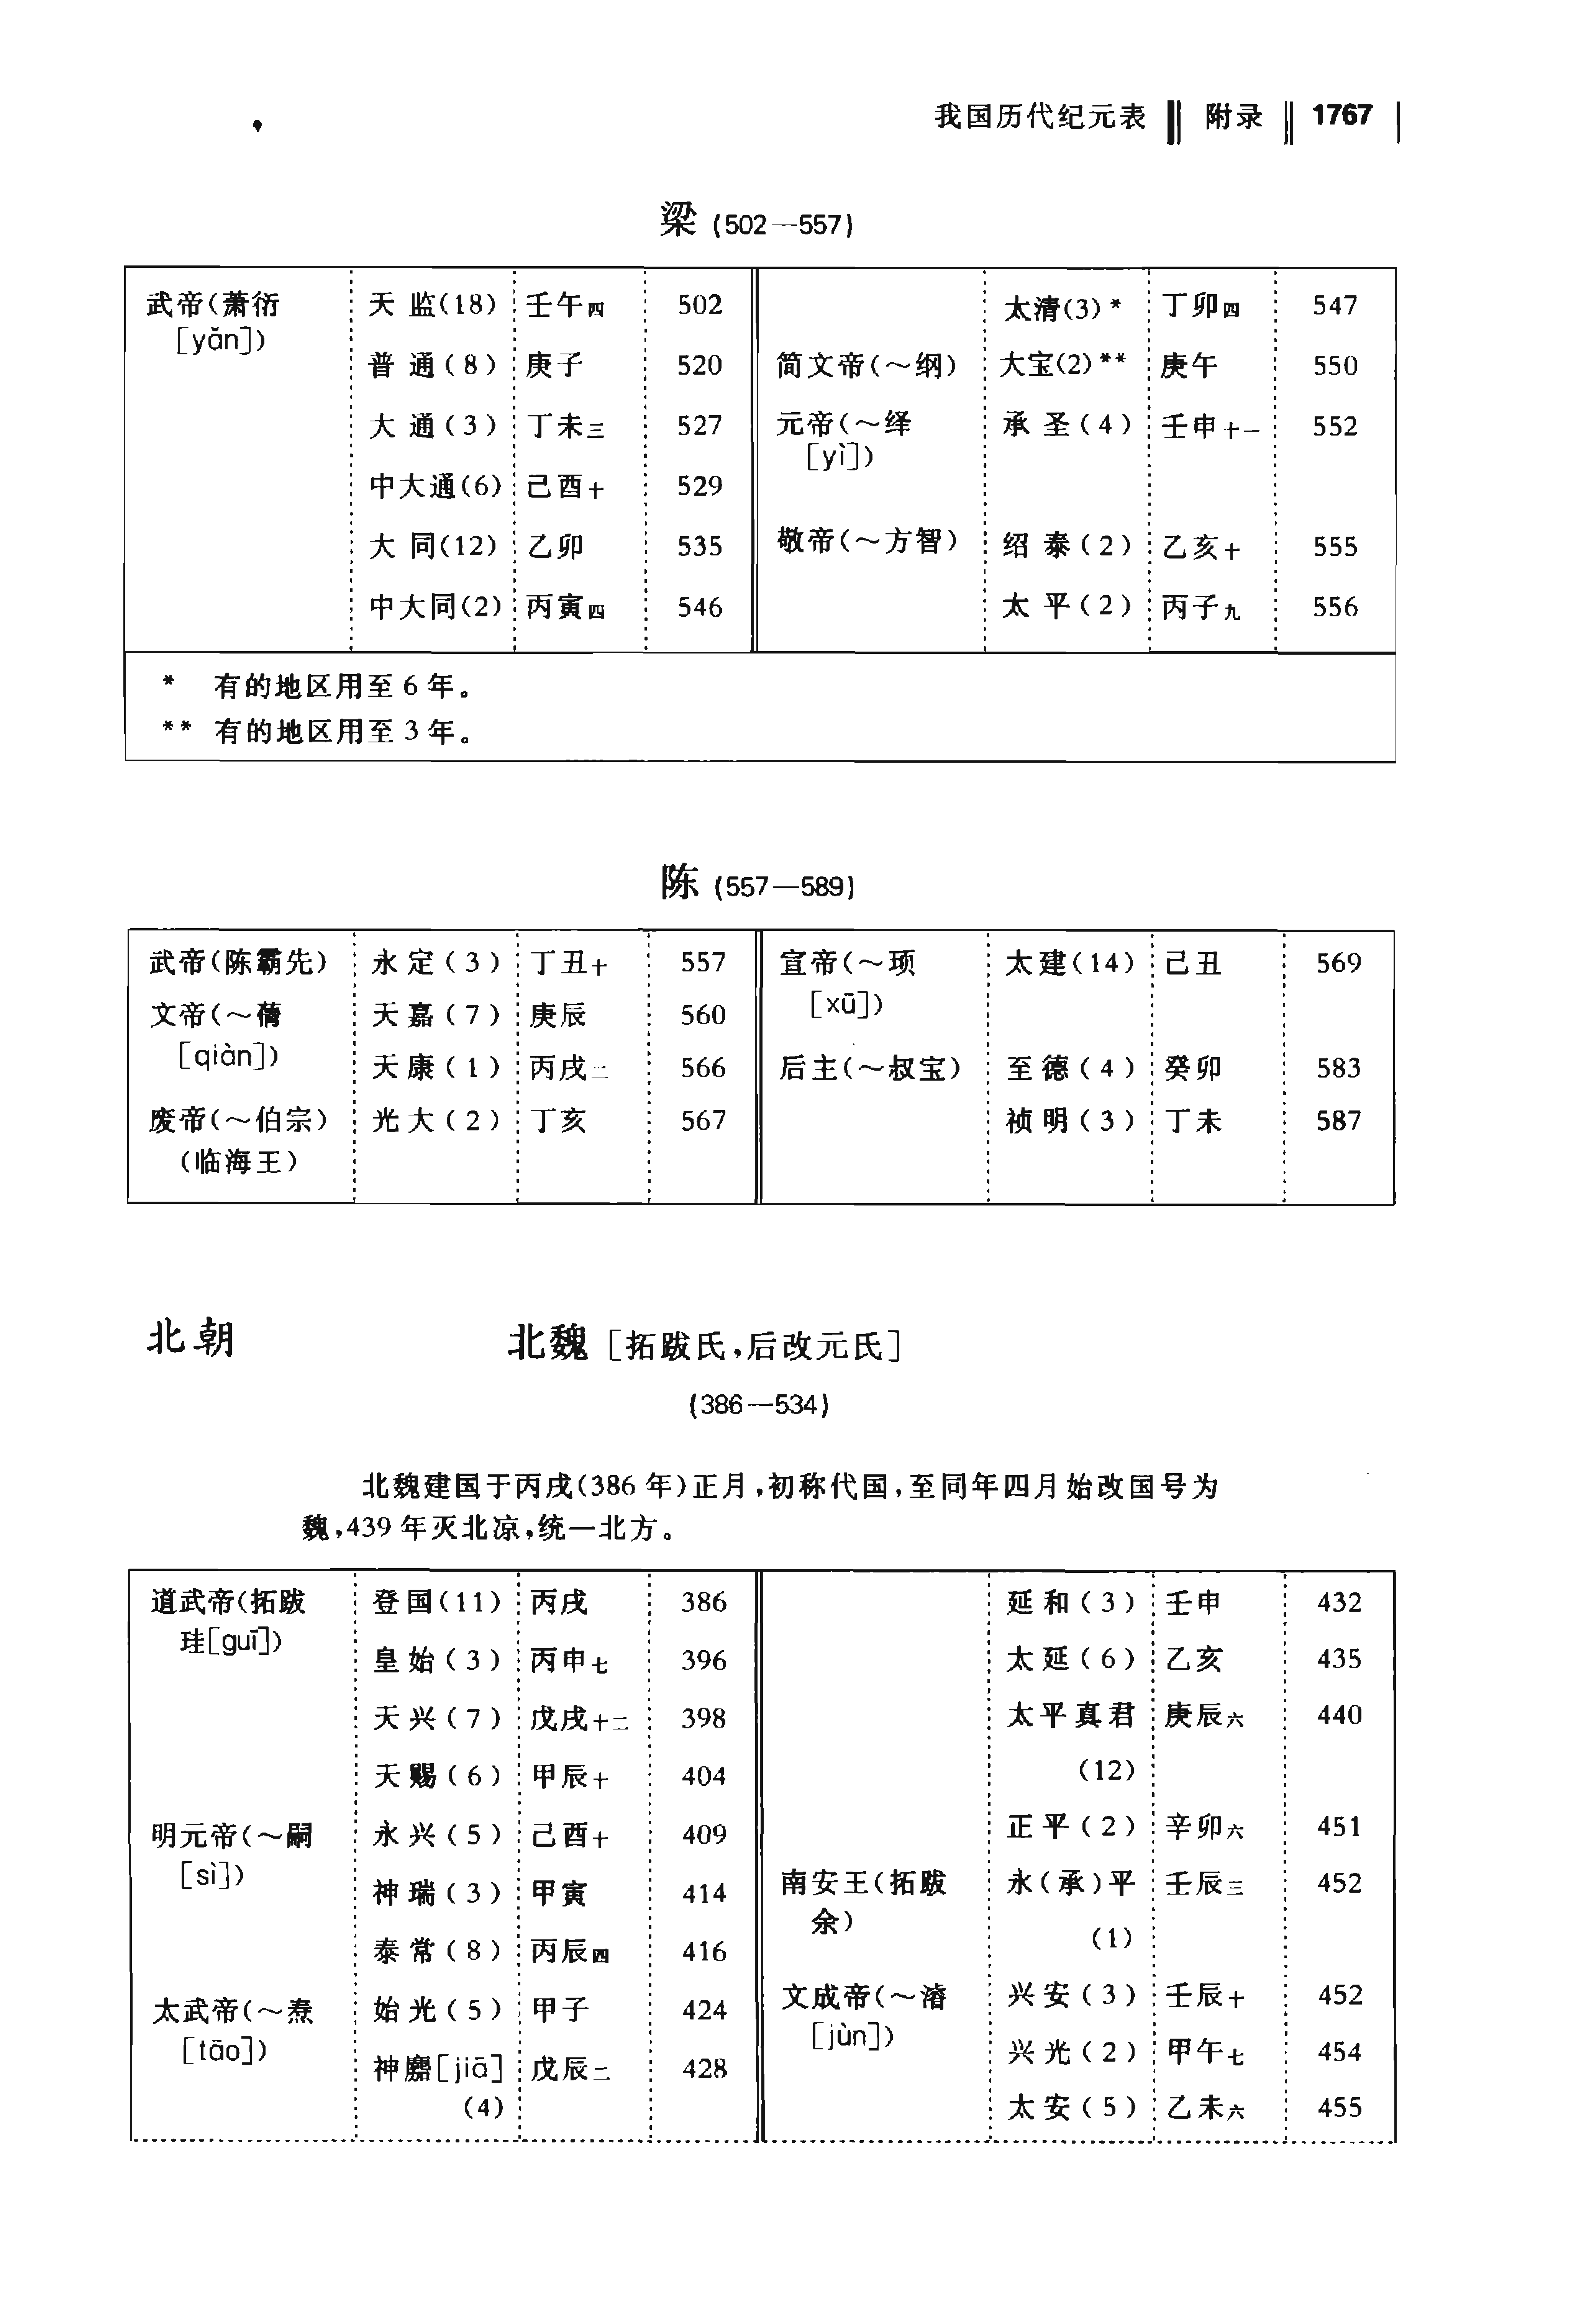 我国历代纪元表 附录 1767
梁 (502—557)
武帝(萧衍 天 监(18) 壬午四 502
[yǎn])
普 通(8) 庚子 520
大 通(3) 丁未三 527
中大通(6) 己酉十 529
大 同(12) 乙卯 535
中大同(2) 丙寅四 546
太清(3)* 丁卯四 547
简文帝(～纲) 大宝(2)** 庚午 550
元帝(～绎 承 圣(4) 壬申十一 552
[yì])
敬帝(～方智) 绍 泰(2) 乙亥十 555
太 平(2) 丙子九 556
* 有的地区用至 6 年。
** 有的地区用至 3 年。
陈 (557—589)
武帝(陈霸先) 永 定(3) 丁丑十 557
文帝(～蒨 天 嘉(7) 庚辰 560
[qiàn]) 天 康(1) 丙戌二 566
废帝(～伯宗) 光 大(2) 丁亥 567
(临海王)
宣帝(～顼 太 建(14) 己丑 569
[xū])
后主(～叔宝) 至 德(4) 癸卯 583
祯 明(3) 丁未 587
北朝 北魏[拓跋氏,后改元氏]
(386—534)
北魏建国于丙戌(386 年)正月,初称代国,至同年四月始改国号为
魏,439 年灭北凉,统一北方。
道武帝(拓跋 登 国(11) 丙戌 386
珪[guī])
皇 始(3) 丙申七 396
天 兴(7) 戊戌十二 398
天 赐(6) 甲辰十 404
明元帝(～嗣 永 兴(5) 己酉十 409
[sì])
神 瑞(3) 甲寅 414
泰 常(8) 丙辰四 416
太武帝(～焘 始 光(5) 甲子 424
[tāo])
神䴥[jiā] 戊辰二 428
(4)
延 和(3) 壬申 432
太 延(6) 乙亥 435
太平真君 庚辰六 440
(12)
正 平(2) 辛卯六 451
南安王(拓跋 永(承)平 壬辰三 452
余)
(1)
文成帝(～濬 兴 安(3) 壬辰十 452
[jùn])
兴 光(2) 甲午七 454
太 安(5) 乙未六 455